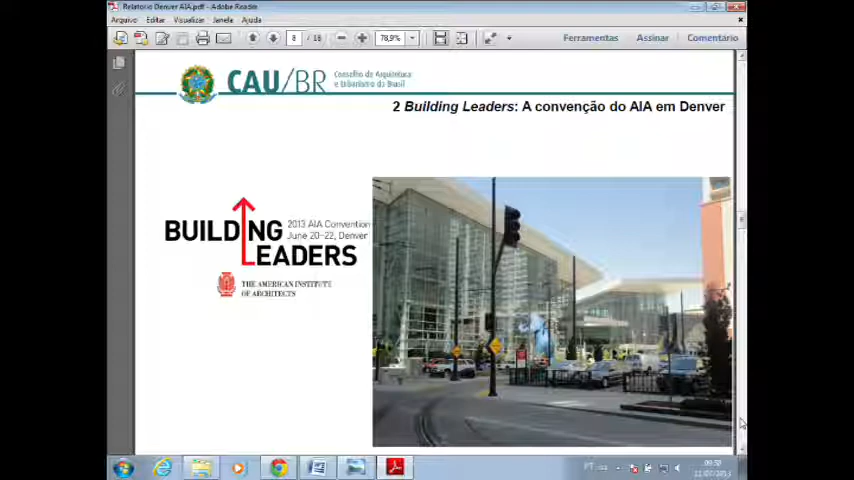 Relatorio Denver AIA.pdf - Adobe Reader
Arquivo Editar Visualizar Janela Ajuda
8 / 18 78,9% Ferramentas Assinar Comentário
CAU/BR Conselho de Arquitetura
e Urbanismo do Brasil
2 Building Leaders: A convenção do AIA em Denver
BUILDING 2013 AIA Convention
June 20-22, Denver
LEADERS
THE AMERICAN INSTITUTE
OF ARCHITECTS
09:50